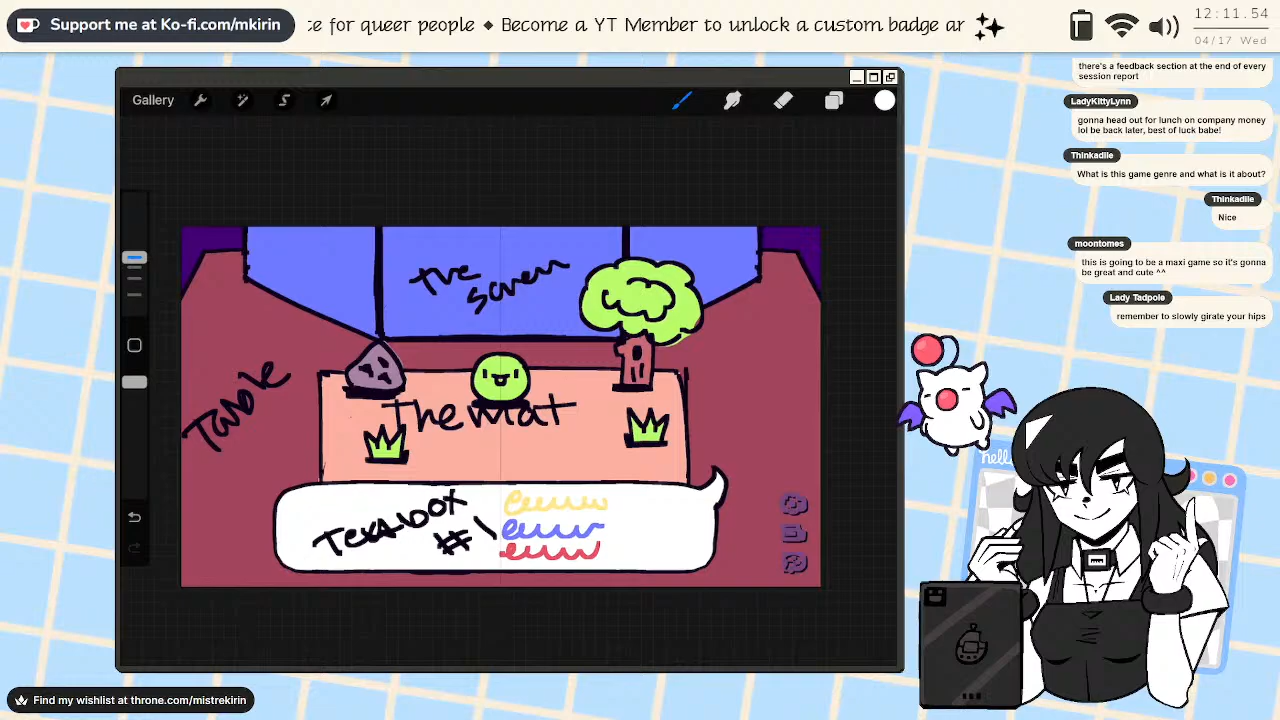 Support me at Ko-fi.com/mkirin
ce for queer people ◆ Become a YT Member to unlock a custom badge ar
12:11.54
04/17 Wed
there's a feedback section at the end of every
session report
LadyKittyLynn
gonna head out for lunch on company money
lol be back later, best of luck babe!
Thinkadile
What is this game genre and what is it about?
Thinkadile
Nice
moontomes
this is going to be a maxi game so it's gonna
be great and cute ^^
Lady Tadpole
remember to slowly girate your hips
Gallery
the
screen
Table
The Mat
Textbox
#1
hello
Find my wishlist at throne.com/mistrekirin